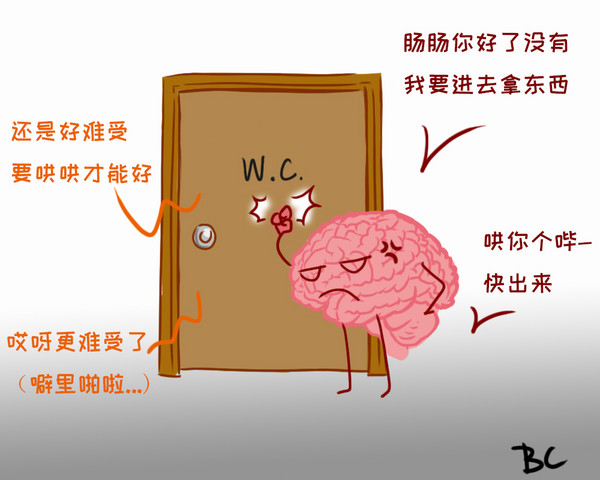 肠肠你好了没有
我要进去拿东西
还是好难受
要哄哄才能好
W.C.
哄你个哔–
快出来
哎呀更难受了
（噼里啪啦...）
BC